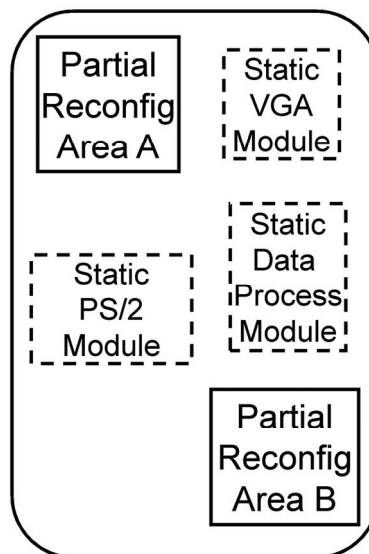 Partial
Reconfig
Area A
Static
VGA
Module
Static
PS/2
Module
Static
Data
Process
Module
Partial
Reconfig
Area B